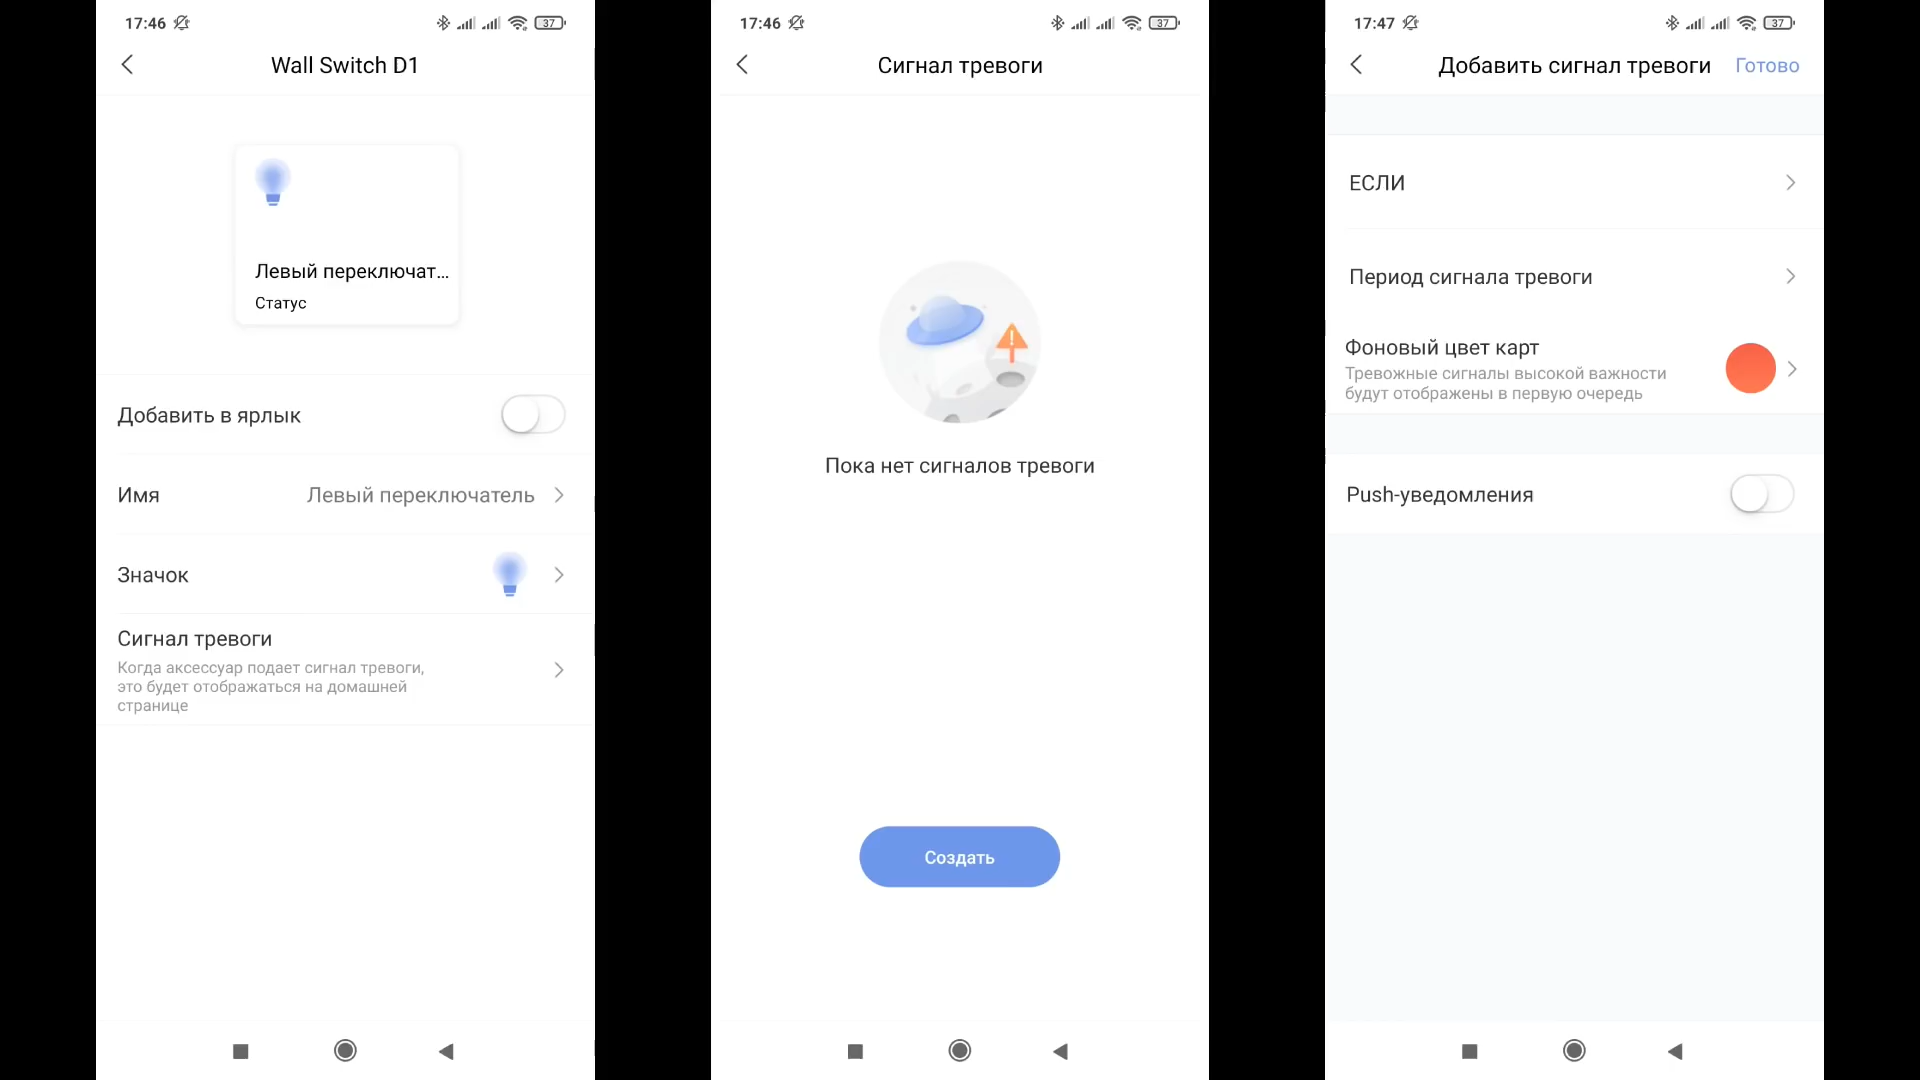 17:46
37
Wall Switch D1
Левый переключат...
Статус
Добавить в ярлык
Имя
Левый переключатель
Значок
Сигнал тревоги
Когда аксессуар подает сигнал тревоги,
это будет отображаться на домашней
странице
17:46
37
Сигнал тревоги
Пока нет сигналов тревоги
Создать
17:47
37
Добавить сигнал тревоги
Готово
ЕСЛИ
Период сигнала тревоги
Фоновый цвет карт
Тревожные сигналы высокой важности
будут отображены в первую очередь
Push-уведомления